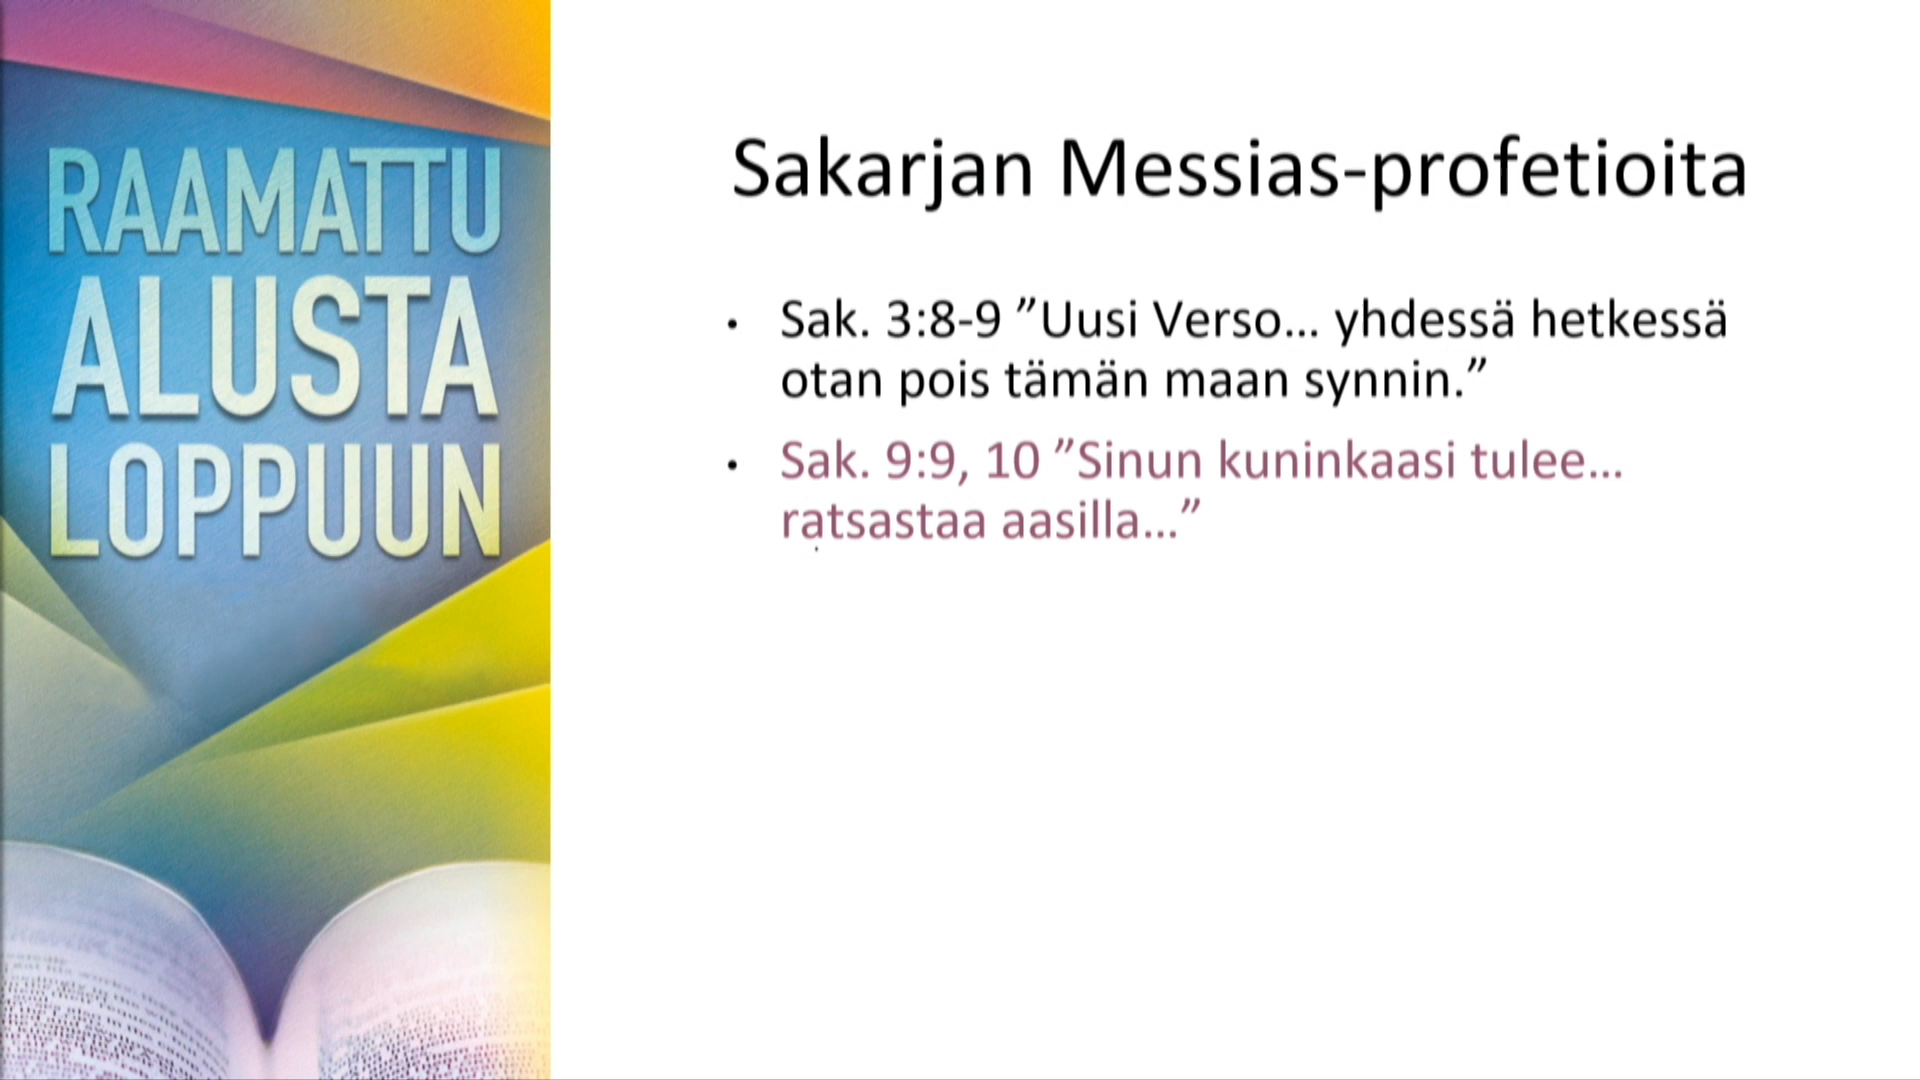 RAAMATTU
ALUSTA
LOPPUUN
Sakarjan Messias-profetioita
• Sak. 3:8-9 ”Uusi Verso... yhdessä hetkessä
otan pois tämän maan synnin.”
• Sak. 9:9, 10 ”Sinun kuninkaasi tulee...
ratsastaa aasilla...”